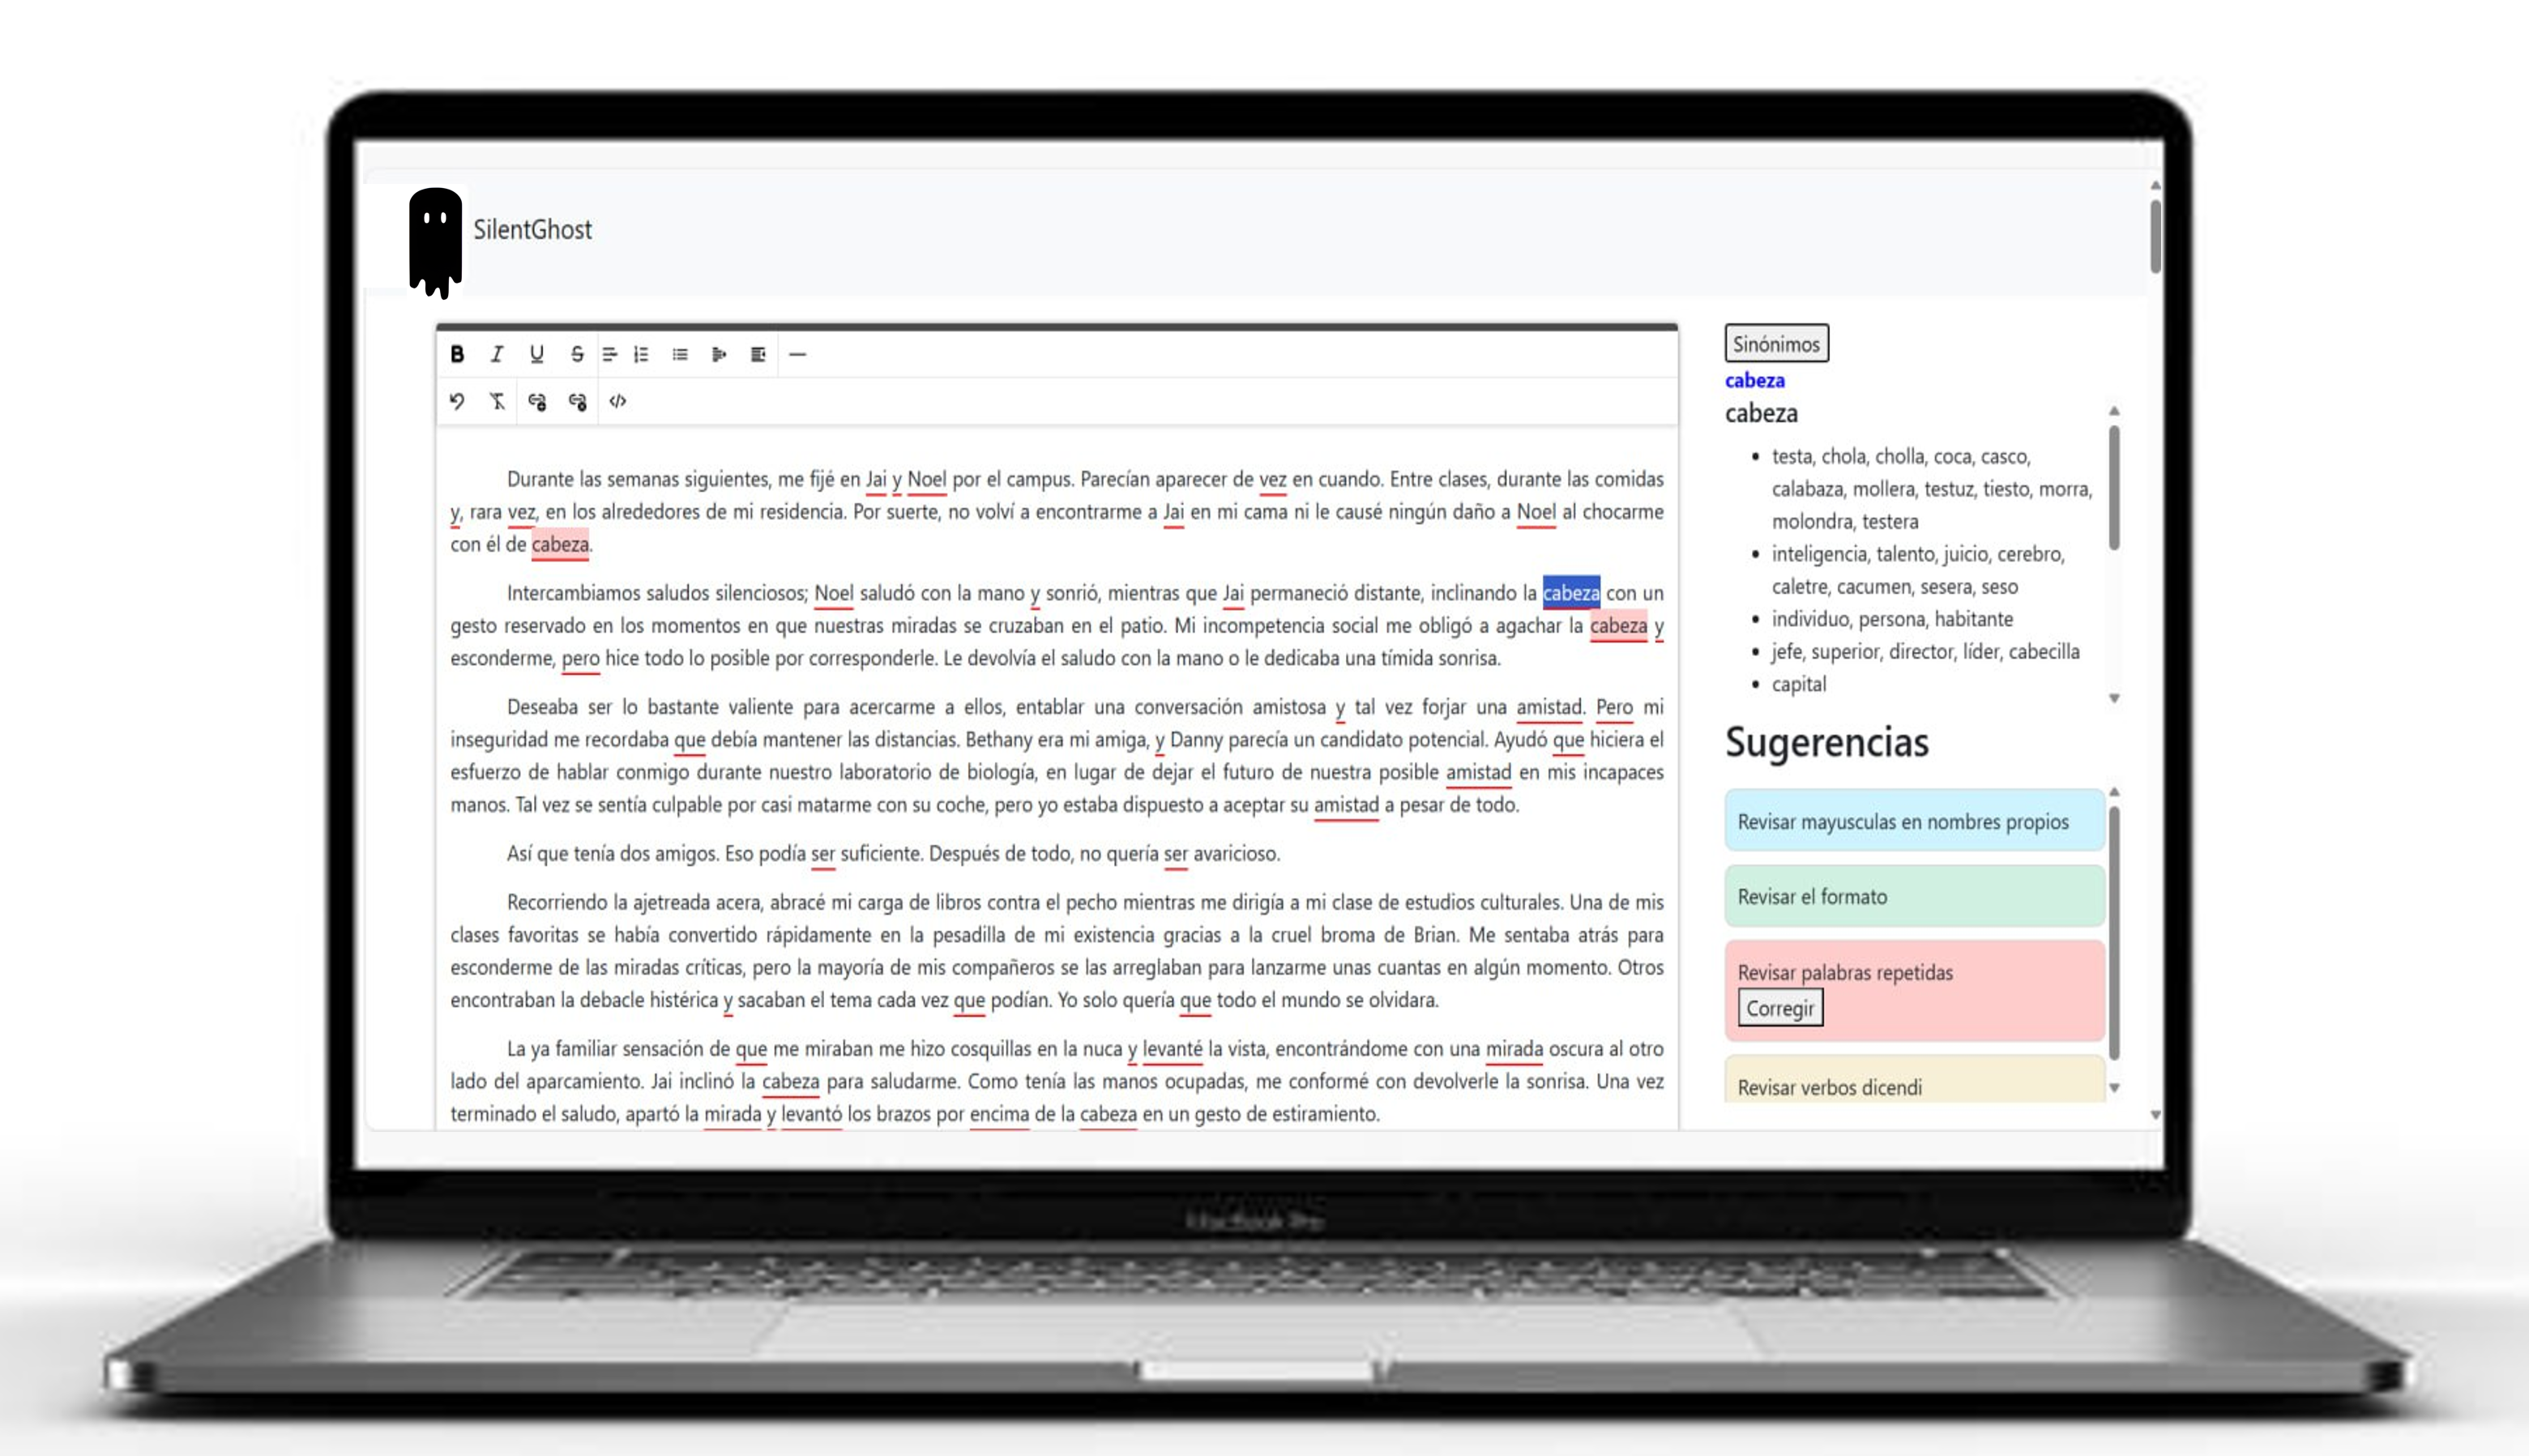 SilentGhost
Durante las semanas siguientes, me fijé en Jai y Noel por el campus. Parecían aparecer de vez en cuando. Entre clases, durante las comidas
y, rara vez, en los alrededores de mi residencia. Por suerte, no volví a encontrarme a Jai en mi cama ni le causé ningún daño a Noel al chocarme
con él de cabeza.
Intercambiamos saludos silenciosos; Noel saludó con la mano y sonrió, mientras que Jai permaneció distante, inclinando la cabeza con un
gesto reservado en los momentos en que nuestras miradas se cruzaban en el patio. Mi incompetencia social me obligó a agachar la cabeza y
esconderme, pero hice todo lo posible por corresponderle. Le devolvía el saludo con la mano o le dedicaba una tímida sonrisa.
Deseaba ser lo bastante valiente para acercarme a ellos, entablar una conversación amistosa y tal vez forjar una amistad. Pero mi
inseguridad me recordaba que debía mantener las distancias. Bethany era mi amiga, y Danny parecía un candidato potencial. Ayudó que hiciera el
esfuerzo de hablar conmigo durante nuestro laboratorio de biología, en lugar de dejar el futuro de nuestra posible amistad en mis incapaces
manos. Tal vez se sentía culpable por casi matarme con su coche, pero yo estaba dispuesto a aceptar su amistad a pesar de todo.
Así que tenía dos amigos. Eso podía ser suficiente. Después de todo, no quería ser avaricioso.
Recorriendo la ajetreada acera, abracé mi carga de libros contra el pecho mientras me dirigía a mi clase de estudios culturales. Una de mis
clases favoritas se había convertido rápidamente en la pesadilla de mi existencia gracias a la cruel broma de Brian. Me sentaba atrás para
esconderme de las miradas críticas, pero la mayoría de mis compañeros se las arreglaban para lanzarme unas cuantas en algún momento. Otros
encontraban la debacle histérica y sacaban el tema cada vez que podían. Yo solo quería que todo el mundo se olvidara.
La ya familiar sensación de que me miraban me hizo cosquillas en la nuca y levanté la vista, encontrándome con una mirada oscura al otro
lado del aparcamiento. Jai inclinó la cabeza para saludarme. Como tenía las manos ocupadas, me conformé con devolverle la sonrisa. Una vez
terminado el saludo, apartó la mirada y levantó los brazos por encima de la cabeza en un gesto de estiramiento.
Sinónimos
cabeza
cabeza
• testa, chola, cholla, coca, casco,
calabaza, mollera, testuz, tiesto, morra,
molondra, testera
• inteligencia, talento, juicio, cerebro,
caletre, cacumen, sesera, seso
• individuo, persona, habitante
• jefe, superior, director, líder, cabecilla
• capital
Sugerencias
Revisar mayusculas en nombres propios
Revisar el formato
Revisar palabras repetidas
Corregir
Revisar verbos dicendi
MacBook Pro